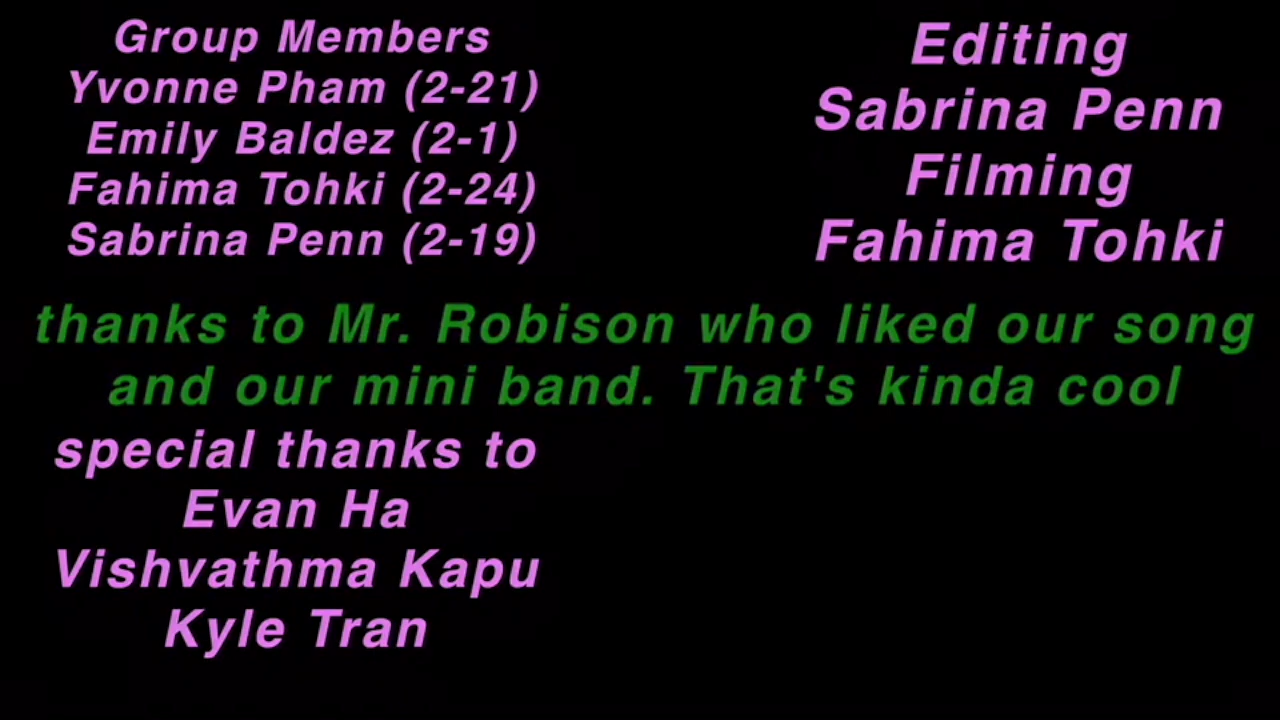 Group Members
Yvonne Pham (2-21)
Emily Baldez (2-1)
Fahima Tohki (2-24)
Sabrina Penn (2-19)
Editing
Sabrina Penn
Filming
Fahima Tohki
thanks to Mr. Robison who liked our song
and our mini band. That's kinda cool
special thanks to
Evan Ha
Vishvathma Kapu
Kyle Tran